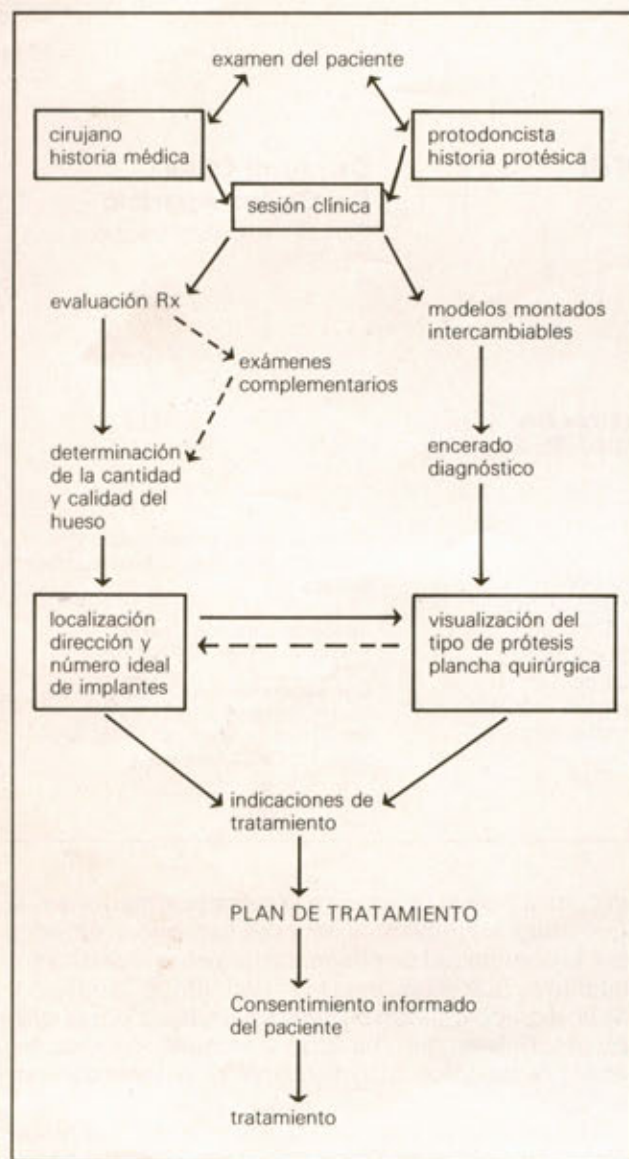 examen del paciente
cirujano
historia médica
protodoncista
historia protésica
sesión clínica
evaluación Rx
modelos montados
intercambiables
exámenes
complementarios
determinación
de la cantidad
y calidad del
hueso
encerado
diagnóstico
localización
dirección y
número ideal
de implantes
visualización del
tipo de prótesis
plancha quirúrgica
indicaciones de
tratamiento
PLAN DE TRATAMIENTO
Consentimiento informado
del paciente
tratamiento